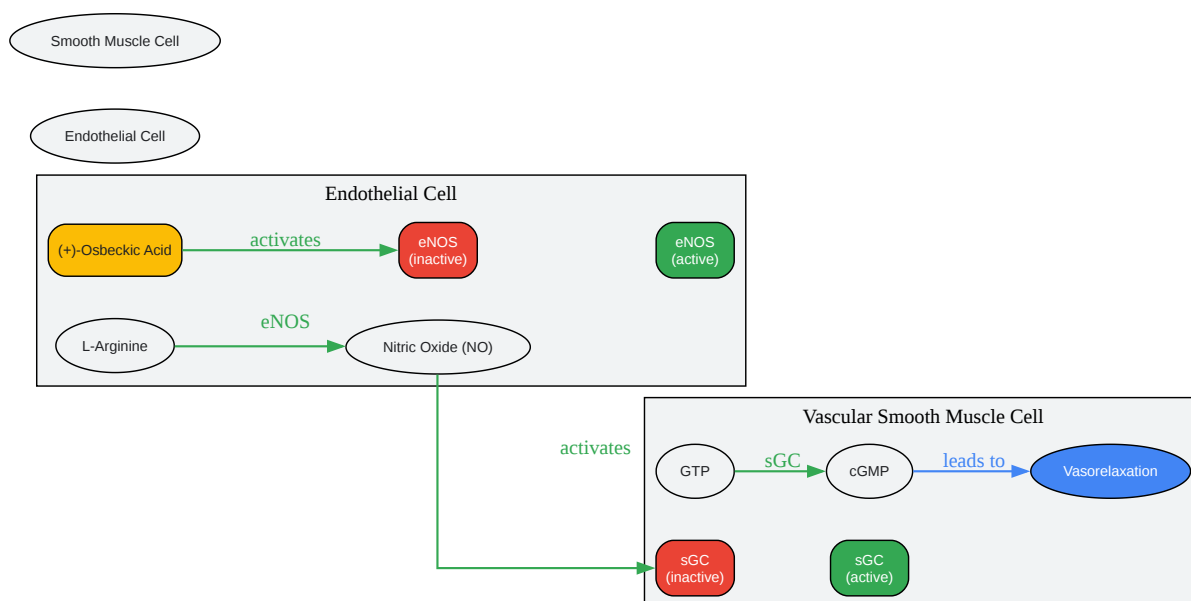 Smooth Muscle Cell
Endothelial Cell
Endothelial Cell
(+)-Osbeckic Acid
activates
eNOS
(inactive)
eNOS
(active)
L-Arginine
eNOS
Nitric Oxide (NO)
activates
Vascular Smooth Muscle Cell
GTP
sGC
cGMP
leads to
Vasorelaxation
sGC
(inactive)
sGC
(active)